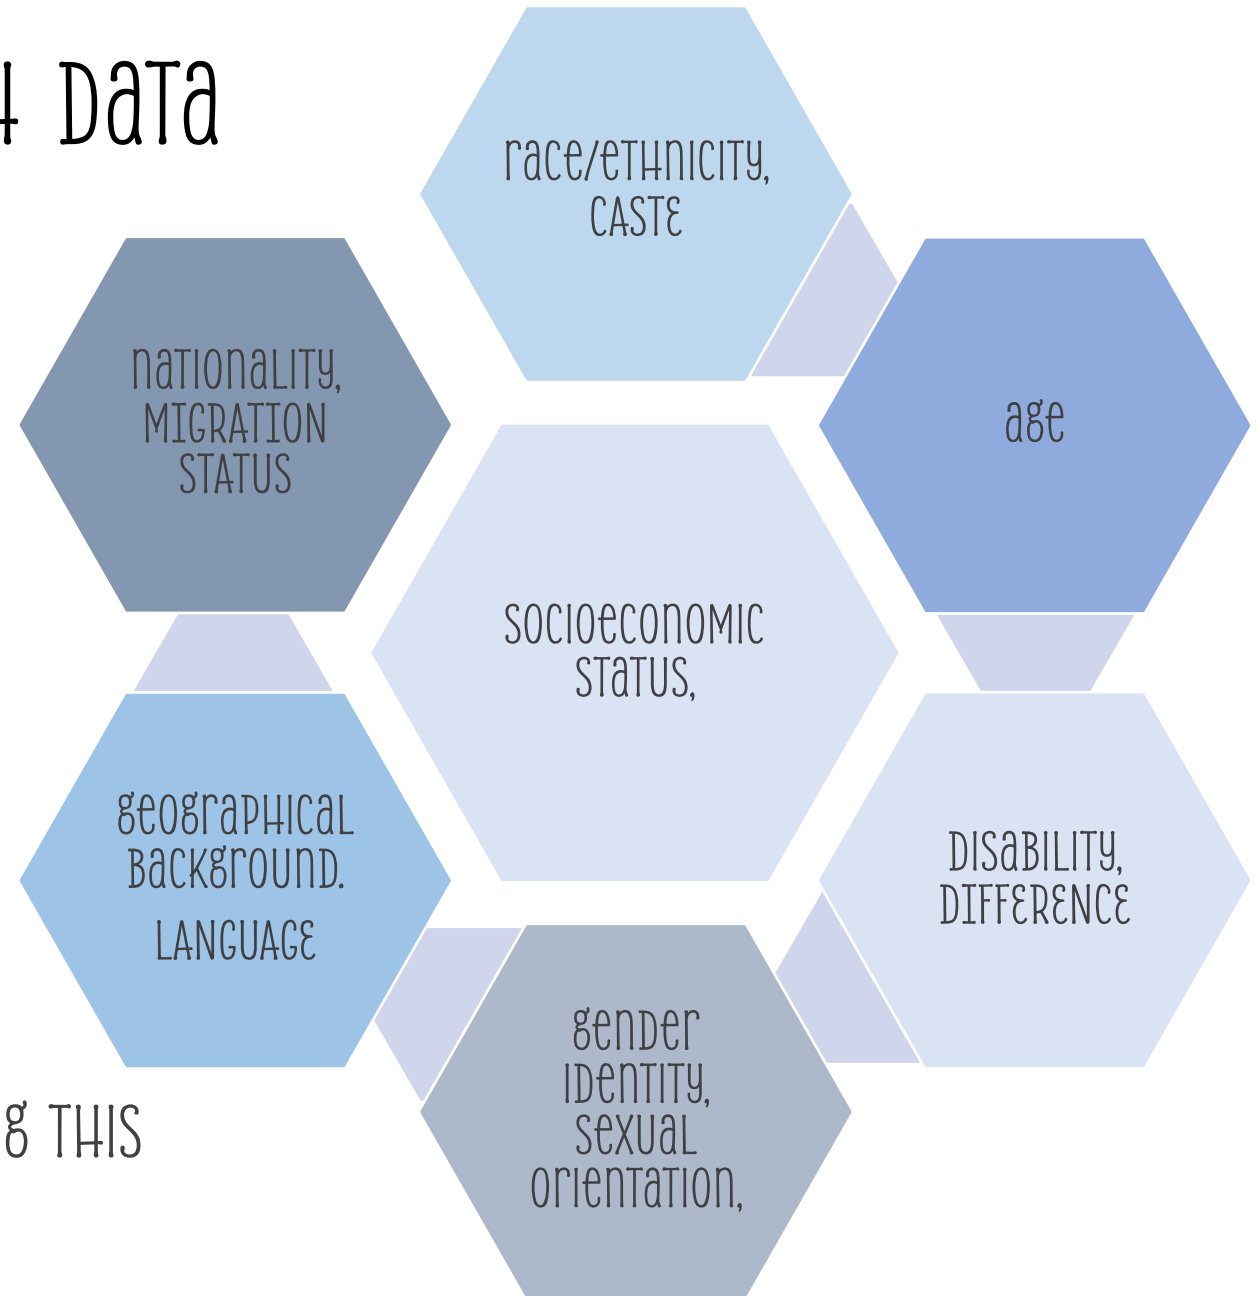 DATA
race/ethnicity,
CASTE
nationality,
MIGRATION
STATUS
age
socioeconomic
status,
geographical
background.
LANGUAGE
disability,
DIFFERENCE
gender
identity,
sexual
orientation,
THIS